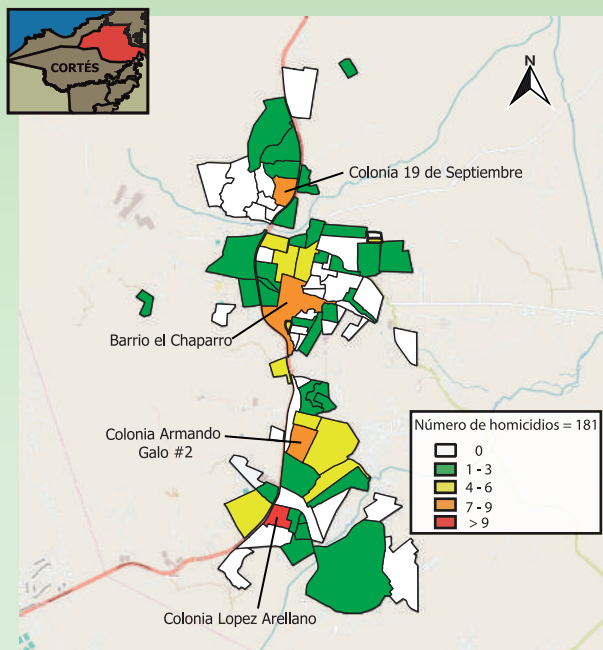 CORTÉS
N
Colonia 19 de Septiembre
Barrio el Chaparro
Colonia Armando
Galo #2
Número de homicidios = 181
0
1 - 3
4 - 6
7 - 9
> 9
Colonia Lopez Arellano